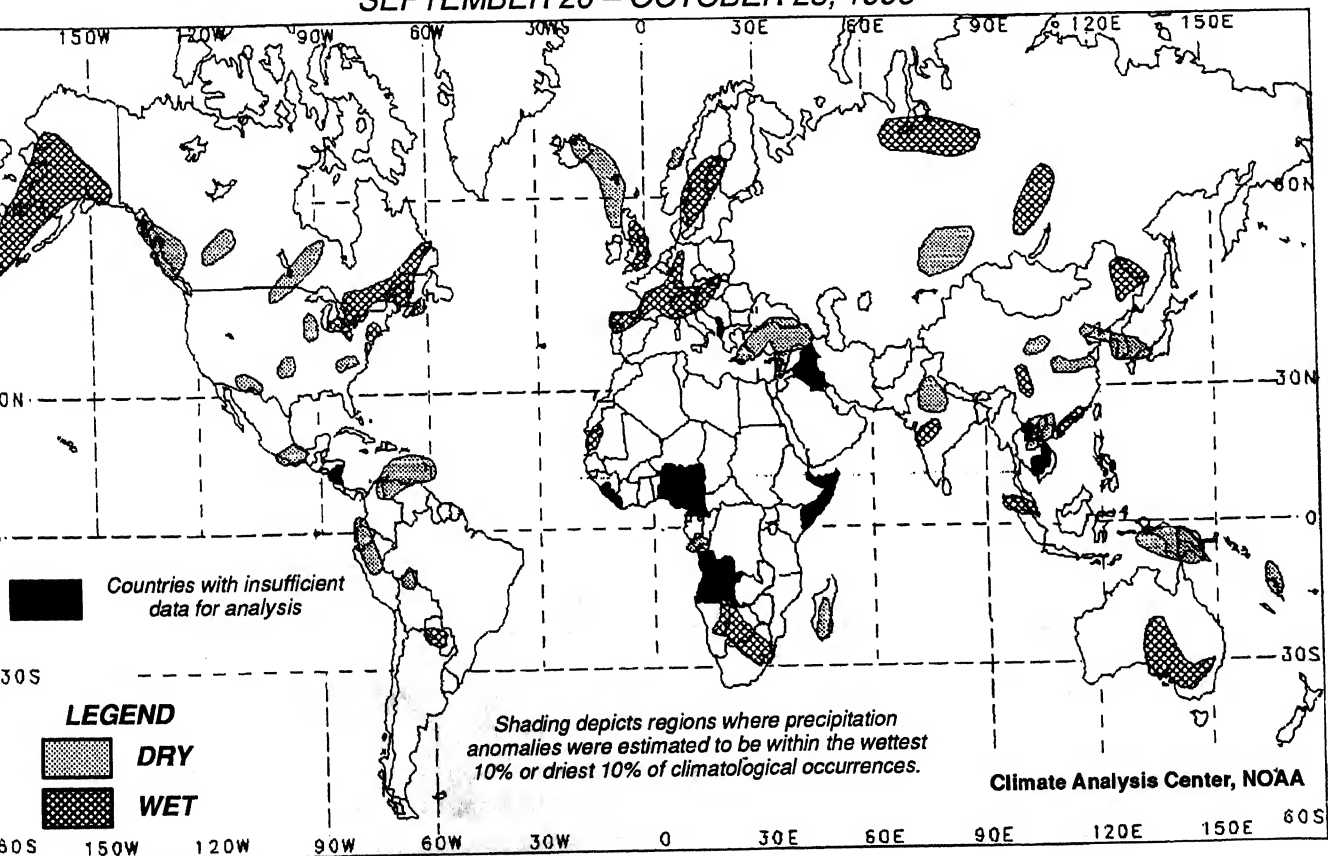 150W 120W 90W 60W 30W 0 30E 60E 90E 120E 150E
60N
30N
0
30S
Countries with insufficient
data for analysis
30S
LEGEND
DRY
WET
Shading depicts regions where precipitation
anomalies were estimated to be within the wettest
10% or driest 10% of climatological occurrences.
Climate Analysis Center, NOAA
60S
150W 120W 90W 60W 30W 0 30E 60E 90E 120E 150E